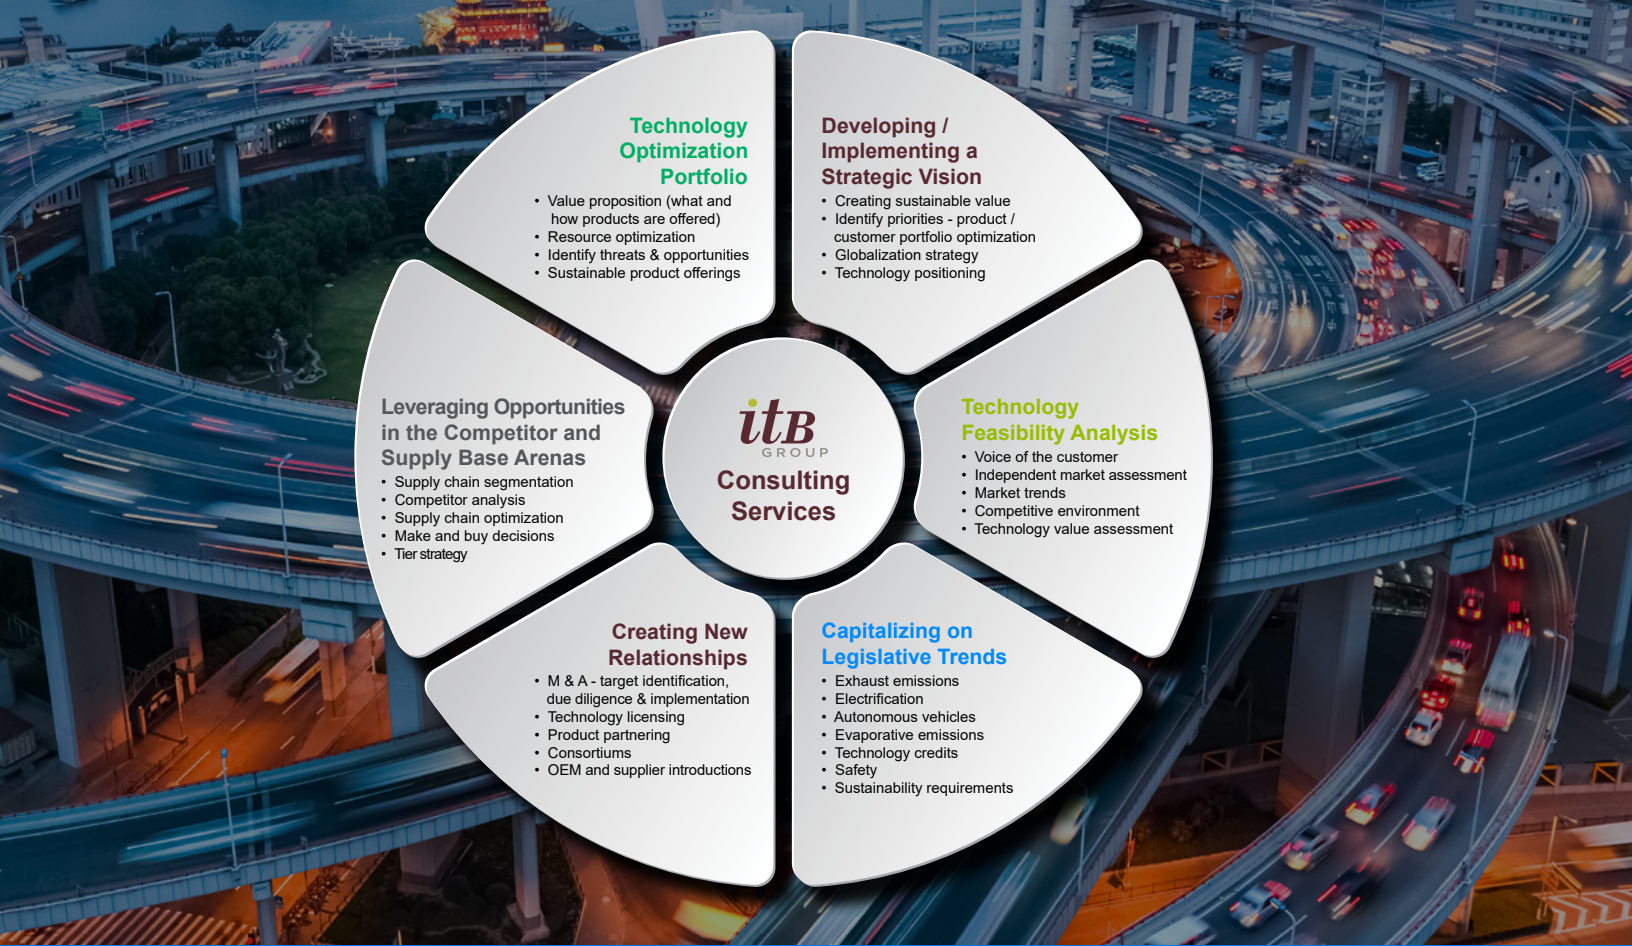 Technology
Optimization
Portfolio
• Value proposition (what and
how products are offered)
• Resource optimization
• Identify threats & opportunities
• Sustainable product offerings
Developing /
Implementing a
Strategic Vision
• Creating sustainable value
• Identify priorities - product /
customer portfolio optimization
• Globalization strategy
• Technology positioning
Leveraging Opportunities
in the Competitor and
Supply Base Arenas
• Supply chain segmentation
• Competitor analysis
• Supply chain optimization
• Make and buy decisions
• Tier strategy
itB
GROUP
Consulting
Services
Technology
Feasibility Analysis
• Voice of the customer
• Independent market assessment
• Market trends
• Competitive environment
• Technology value assessment
Creating New
Relationships
• M & A - target identification,
due diligence & implementation
• Technology licensing
• Product partnering
• Consortiums
• OEM and supplier introductions
Capitalizing on
Legislative Trends
• Exhaust emissions
• Electrification
• Autonomous vehicles
• Evaporative emissions
• Technology credits
• Safety
• Sustainability requirements